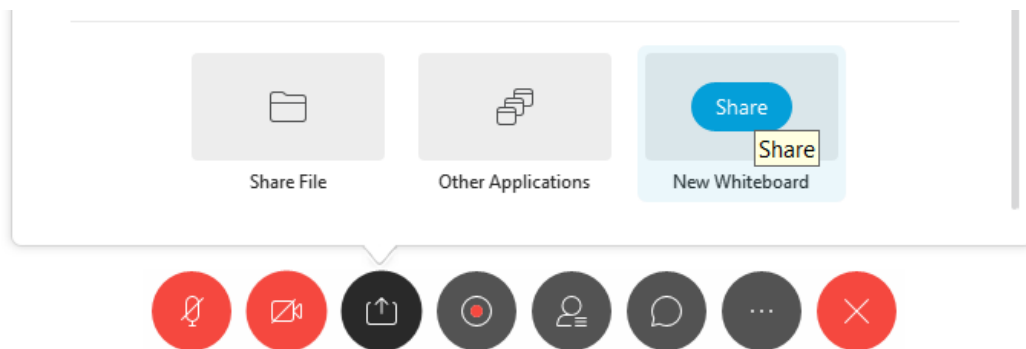 Share
Share
Share File
Other Applications
New Whiteboard